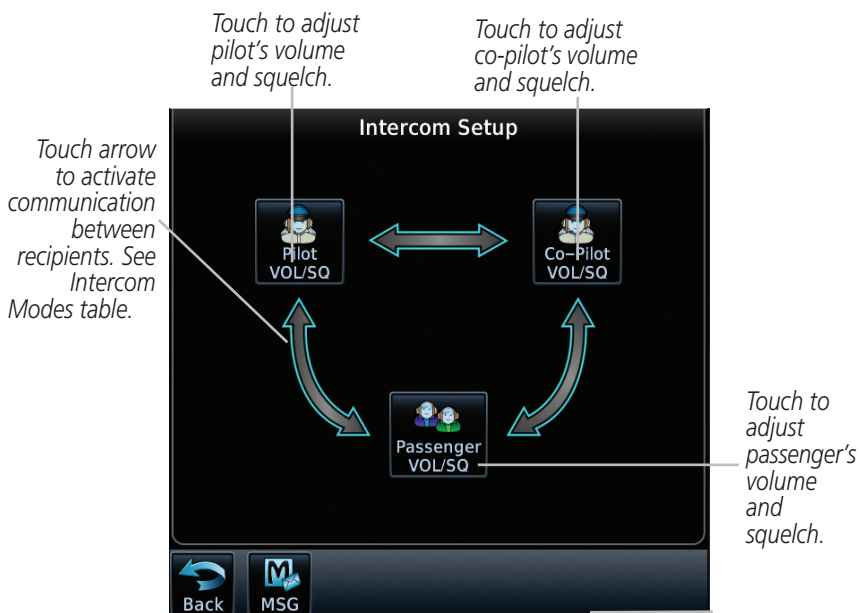 Touch to adjust
pilot’s volume
and squelch.
Touch to adjust
co-pilot’s volume
and squelch.
Touch arrow
to activate
communication
between
recipients. See
Intercom
Modes table.
Intercom Setup
Pilot
VOL/SQ
Co–Pilot
VOL/SQ
Passenger
VOL/SQ
Touch to
adjust
passenger’s
volume
and
squelch.
Back
M
MSG